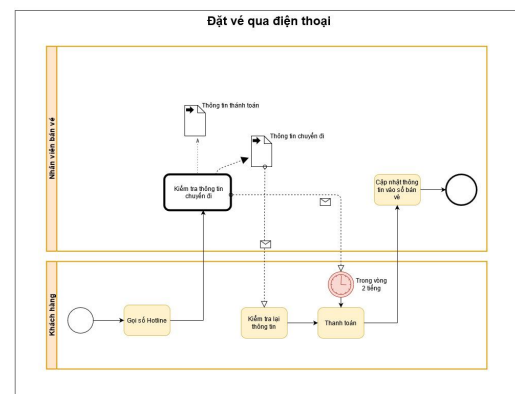 Đặt vé qua điện thoại
Nhân viên bán vé
Thông tin thành toán
Thông tin chuyến đi
Kiểm tra thông tin
chuyến đi
Cập nhật thông
tin vào sổ bán
vé
Khách hàng
Gọi số Hotline
Kiểm tra lại
thông tin
Trong vòng
2 tiếng
Thanh toán